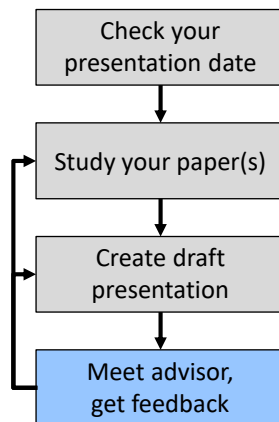 Check your
presentation date
Study your paper(s)
Create draft
presentation
Meet advisor,
get feedback